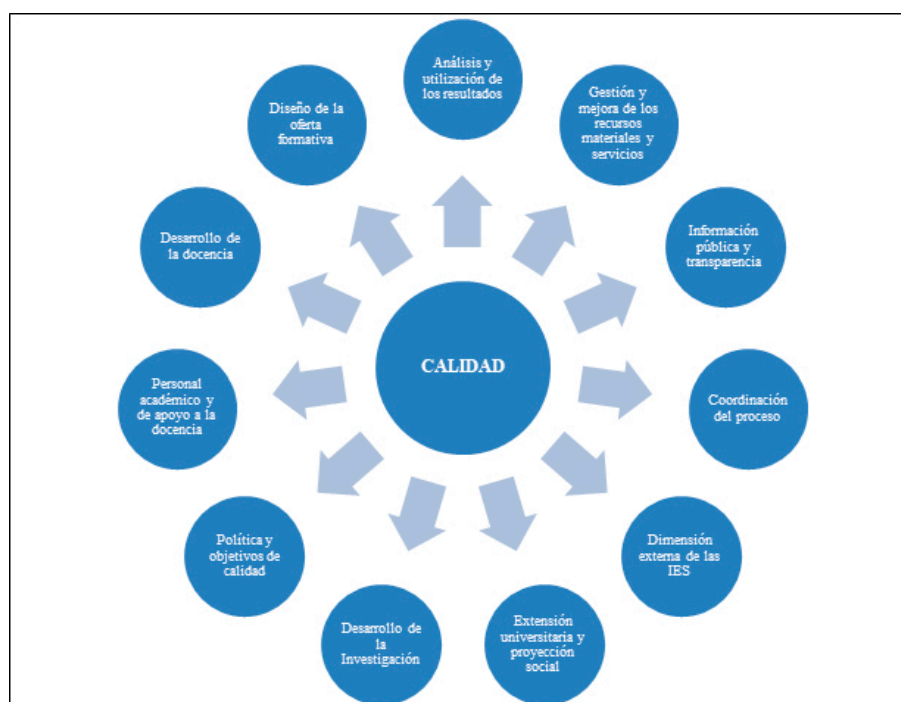 Análisis y
utilización de
los resultados
Gestión y
mejora de los
recursos
materiales y
servicios
Información
pública y
transparencia
Coordinación
del proceso
Dimensión
externa de las
IES
Extensión
universitaria y
proyección
social
Desarrollo de
la
Investigación
Política y
objetivos de
calidad
Personal
académico y
de apoyo a la
docencia
Desarrollo de
la docencia
Diseño de la
oferta
formativa
CALIDAD